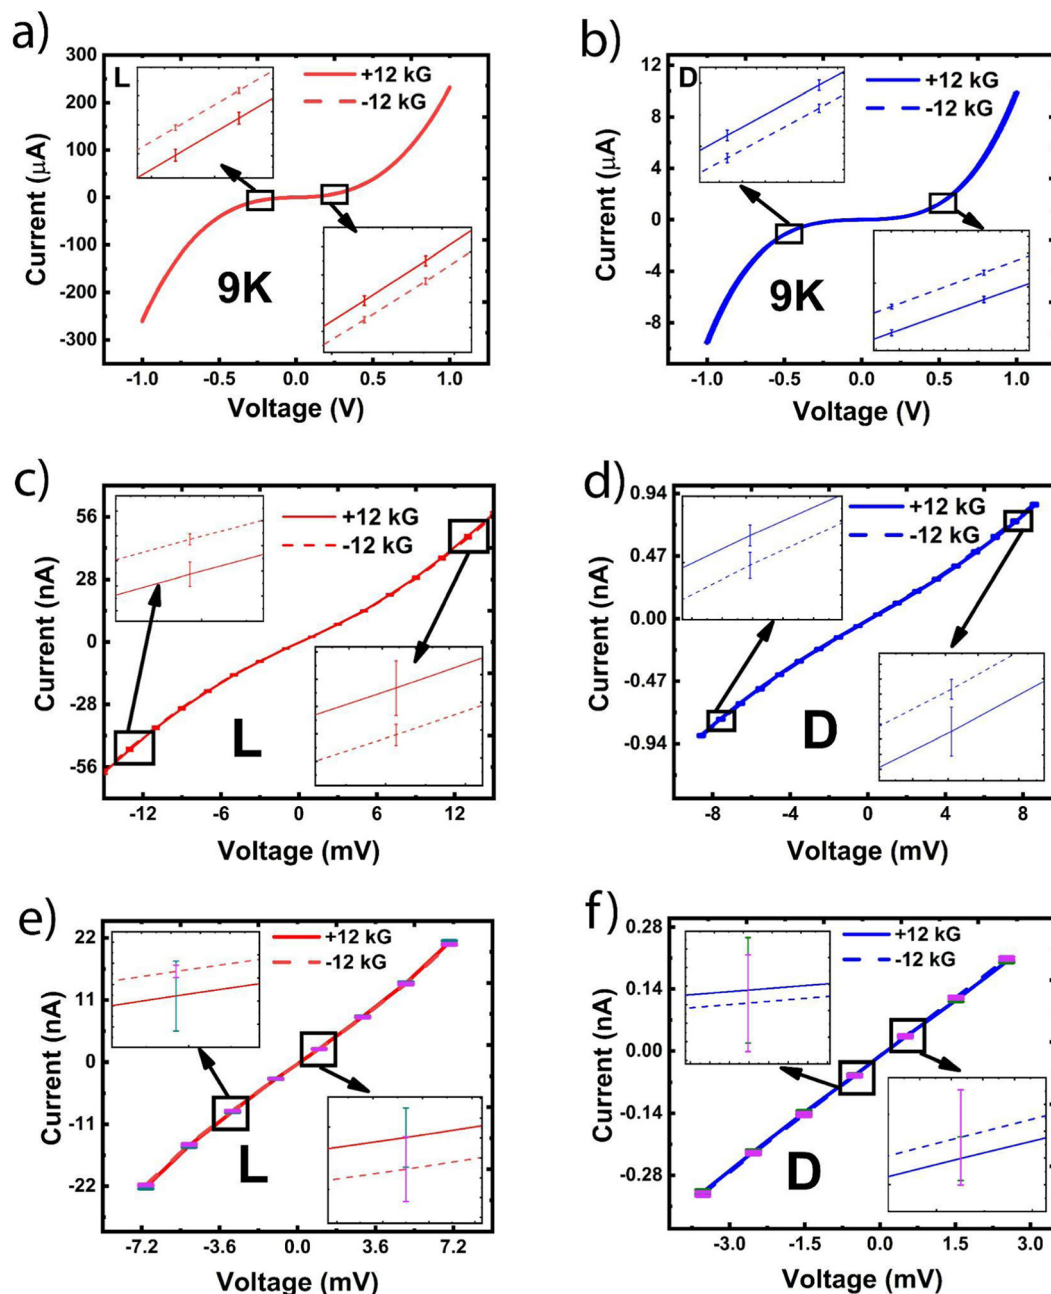 a)
L
+12 kG
-12 kG
300
200
100
0
-100
-200
-300
Current (μA)
9K
-1.0 -0.5 0.0 0.5 1.0
Voltage (V)
b)
D
+12 kG
-12 kG
12
8
4
0
-4
-8
Current (μA)
9K
-1.0 -0.5 0.0 0.5 1.0
Voltage (V)
c)
+12 kG
-12 kG
56
28
0
-28
-56
Current (nA)
L
-12 -6 0 6 12
Voltage (mV)
d)
+12 kG
-12 kG
0.94
0.47
0.00
-0.47
-0.94
Current (nA)
D
-8 -4 0 4 8
Voltage (mV)
e)
+12 kG
-12 kG
22
11
0
-11
-22
Current (nA)
L
-7.2 -3.6 0.0 3.6 7.2
Voltage (mV)
f)
+12 kG
-12 kG
0.28
0.14
0.00
-0.14
-0.28
Current (nA)
D
-3.0 -1.5 0.0 1.5 3.0
Voltage (mV)